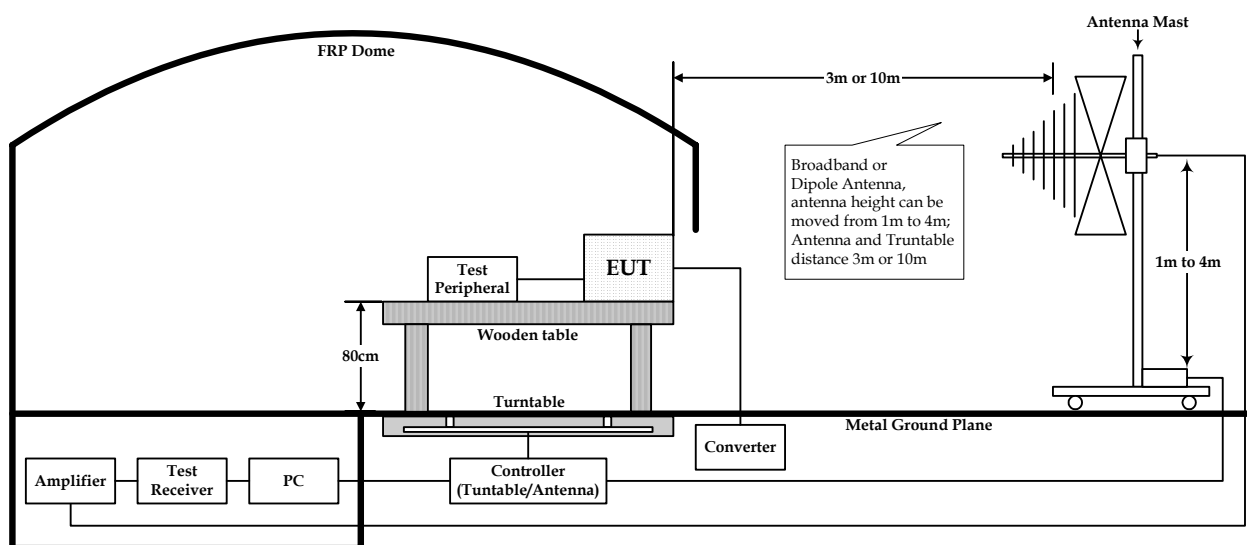 Antenna Mast
FRP Dome
3m or 10m
Broadband or
Dipole Antenna,
antenna height can be
moved from 1m to 4m;
Antenna and Truntable
distance 3m or 10m
Test
Peripheral
EUT
1m to 4m
Wooden table
80cm
Turntable
Metal Ground Plane
Converter
Amplifier
Test
Receiver
PC
Controller
(Tuntable/Antenna)